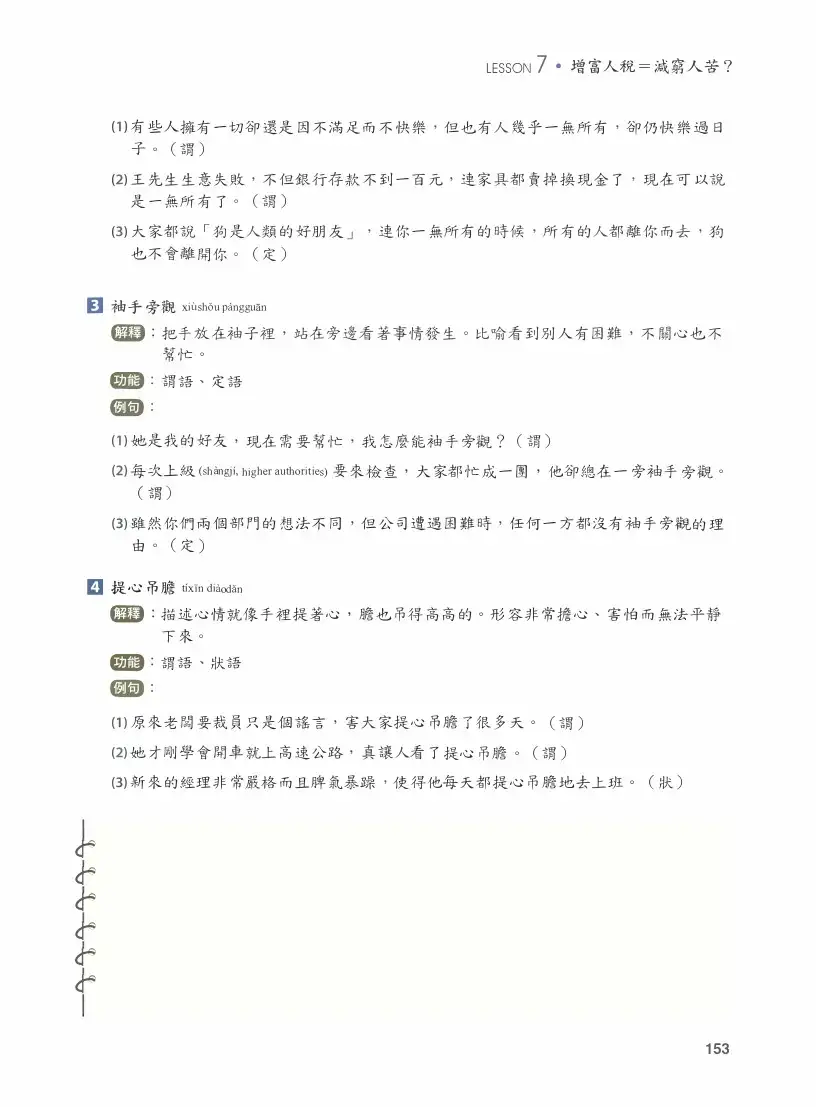 LESSON 7 • 增富人稅＝減窮人苦？
(1)有些人擁有一切卻還是因不滿足而不快樂，但也有人幾乎一無所有，卻仍快樂過日
子。（謂）
(2)王先生生意失敗，不但銀行存款不到一百元，連家具都賣掉換現金了，現在可以說
是一無所有了。（謂）
(3)大家都說「狗是人類的好朋友」，連你一無所有的時候，所有的人都離你而去，狗
也不會離開你。（定）
3 袖手旁觀 xiùshǒu pángguān
解釋：把手放在袖子裡，站在旁邊看著事情發生。比喻看到別人有困難，不關心也不
幫忙。
功能：謂語、定語
例句：
(1)她是我的好友，現在需要幫忙，我怎麼能袖手旁觀？（謂）
(2)每次上級 (shàngjí, higher authorities) 要來檢查，大家都忙成一團，他卻總在一旁袖手旁觀。
（謂）
(3)雖然你們兩個部門的想法不同，但公司遭遇困難時，任何一方都沒有袖手旁觀的理
由。（定）
4 提心吊膽 tíxīn diàodǎn
解釋：描述心情就像手裡提著心，膽也吊得高高的。形容非常擔心、害怕而無法平靜
下來。
功能：謂語、狀語
例句：
(1)原來老闆要裁員只是個謠言，害大家提心吊膽了很多天。（謂）
(2)她才剛學會開車就上高速公路，真讓人看了提心吊膽。（謂）
(3)新來的經理非常嚴格而且脾氣暴躁，使得他每天都提心吊膽地去上班。（狀）
153